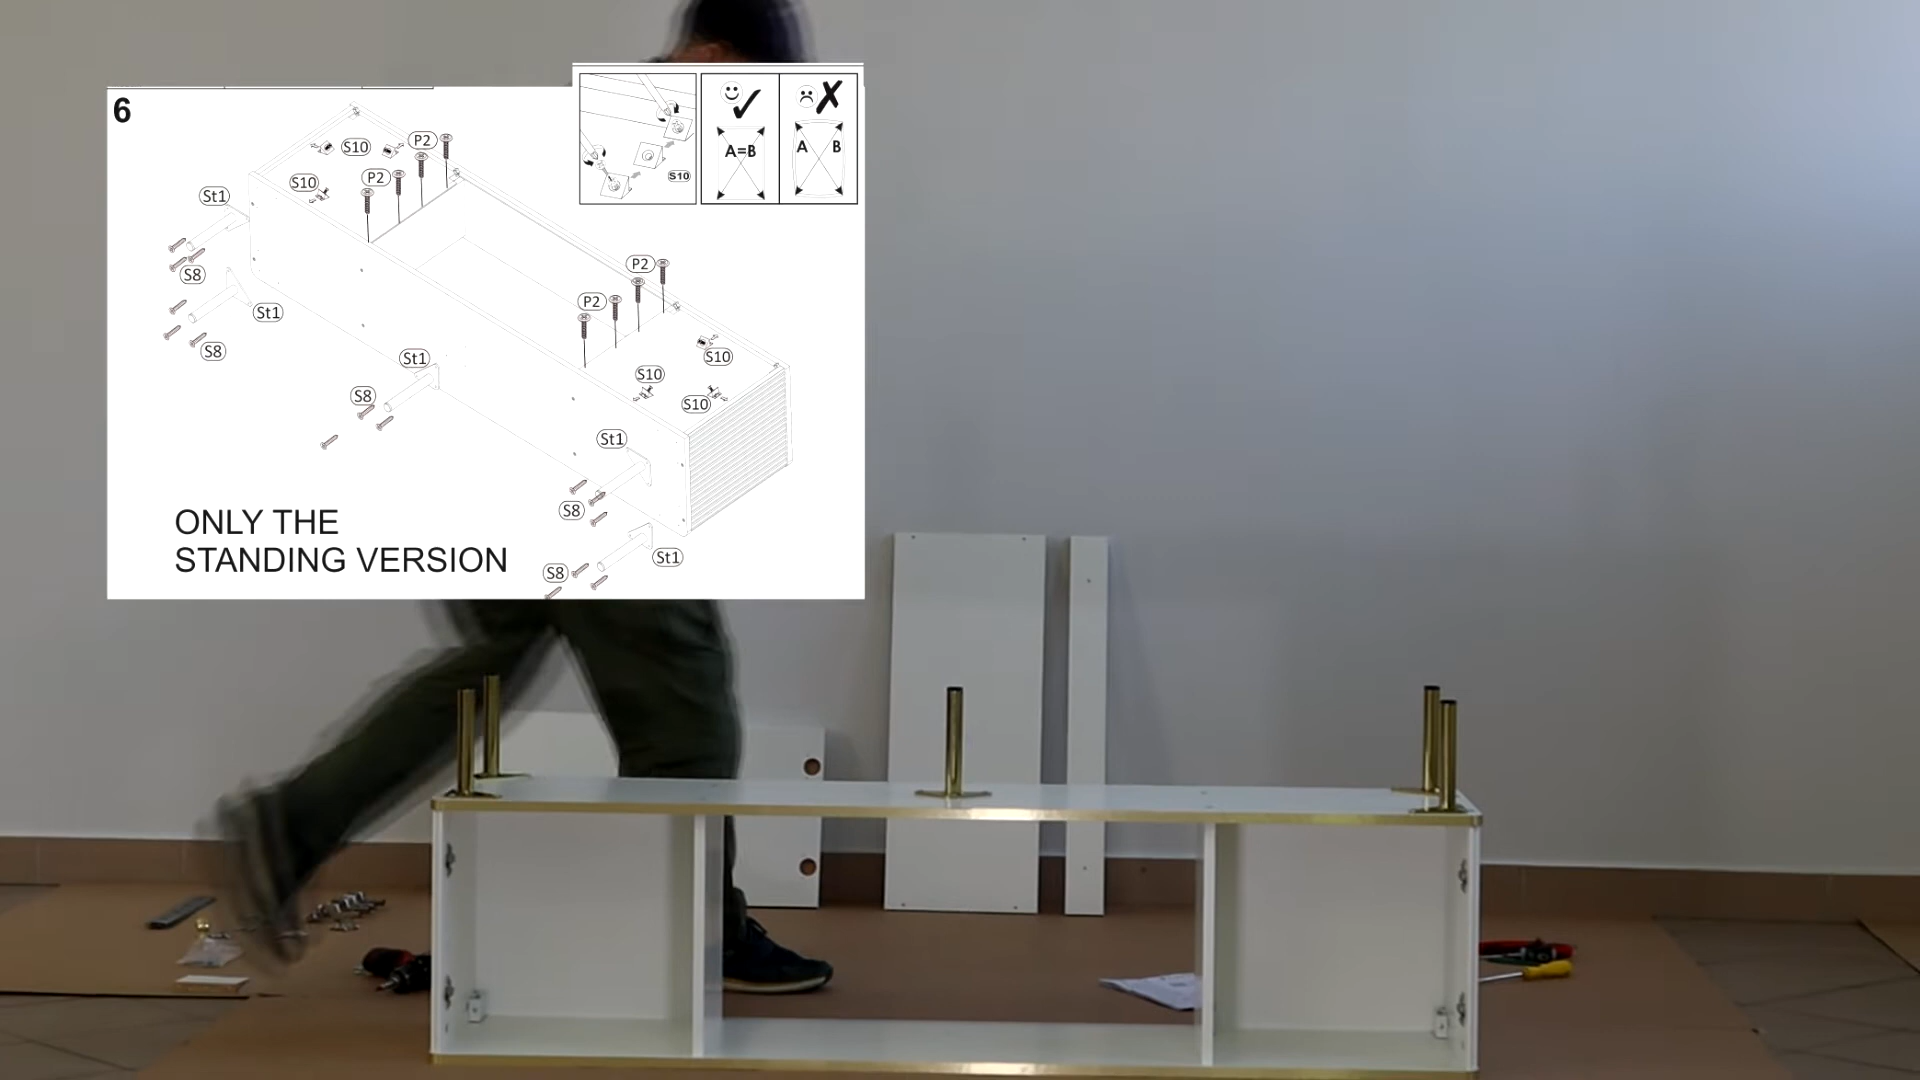 6
S10
P2
P2
S10
St1
S8
St1
S8
P2
P2
St1
S8
S10
S10
S10
St1
S8
St1
S8
S10
A=B
A B
ONLY THE
STANDING VERSION